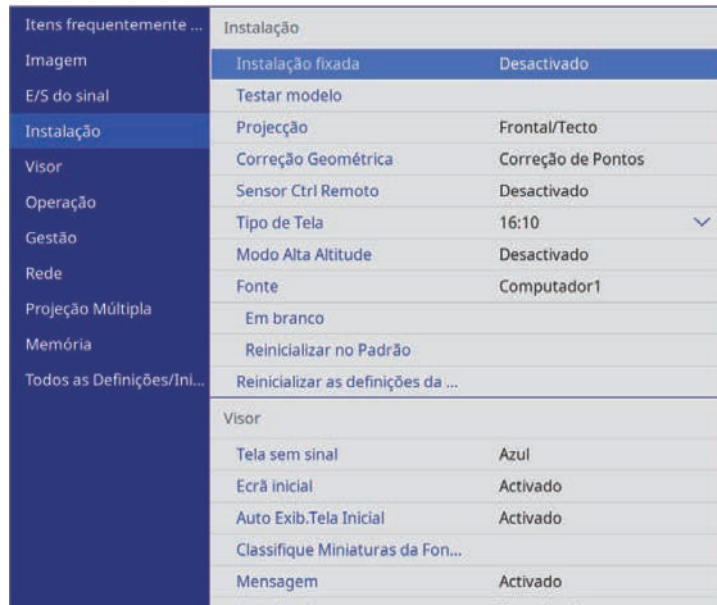 Itens frequentemente ...
Imagem
E/S do sinal
Instalação
Visor
Operação
Gestão
Rede
Projeção Múltipla
Memória
Todos as Definições/Ini...
Instalação
Instalação fixada Desactivado
Testar modelo
Projecção Frontal/Tecto
Correção Geométrica Correção de Pontos
Sensor Ctrl Remoto Desactivado
Tipo de Tela 16:10
Modo Alta Altitude Desactivado
Fonte Computador1
Em branco
Reinicializar no Padrão
Reinicializar as definições da ...
Visor
Tela sem sinal Azul
Ecrã inicial Activado
Auto Exib.Tela Inicial Activado
Classifique Miniaturas da Fon...
Mensagem Activado